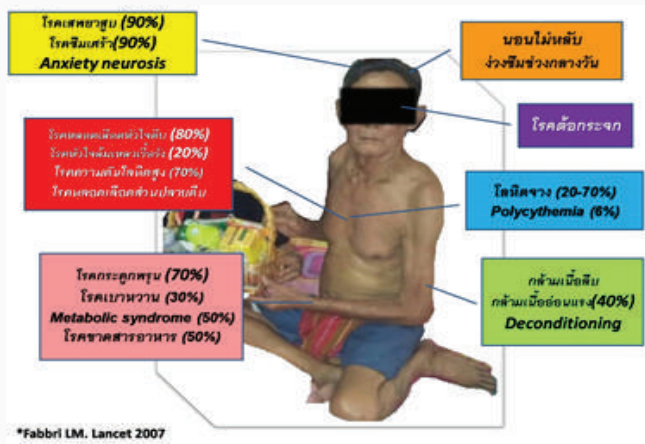 โรคเสพยาสูบ (90%)
โรคซึมเศร้า (90%)
Anxiety neurosis
นอนไม่หลับ
ง่วงซึมช่วงกลางวัน
โรคต้อกระจก
โรคหลอดเลือดหัวใจตีบ (80%)
โรคหัวใจล้มเหลวเรื้อรัง (20%)
โรคความดันโลหิตสูง (70%)
โรคหลอดเลือดส่วนปลายตีบ
โลหิตจาง (20-70%)
Polycythemia (6%)
โรคกระดูกพรุน (70%)
โรคเบาหวาน (30%)
Metabolic syndrome (50%)
โรคขาดสารอาหาร (50%)
กล้ามเนื้อลีบ
กล้ามเนื้ออ่อนแรง(40%)
Deconditioning
*Fabbri LM. Lancet 2007